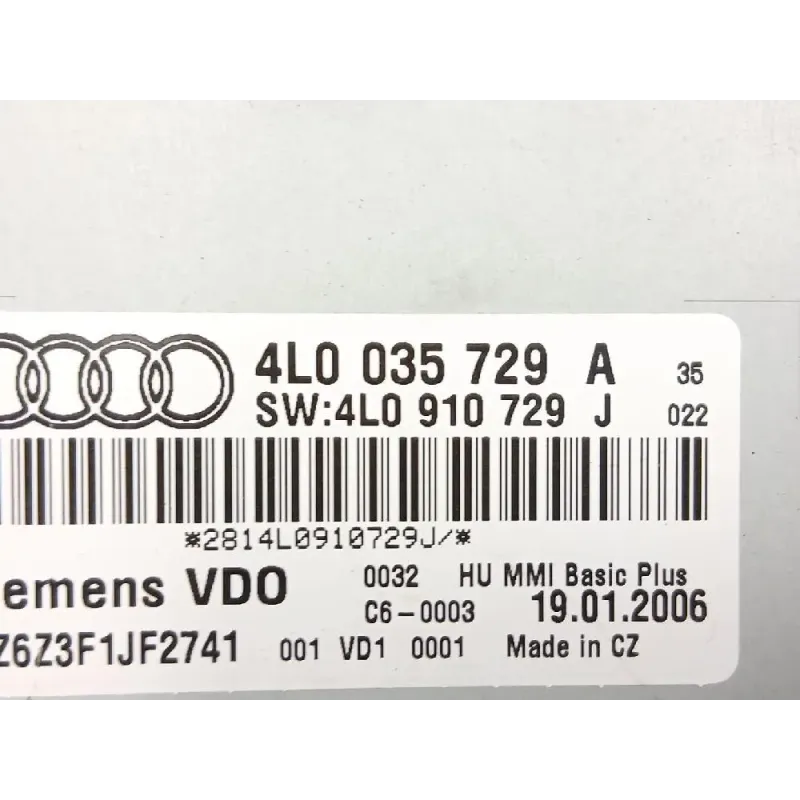 4L0 035 729 A 35
SW:4L0 910 729 J 022
*2814L0910729J/*
emens VDO 0032 HU MMI Basic Plus
C6-0003 19.01.2006
Z6Z3F1JF2741 001 VD1 0001 Made in CZ